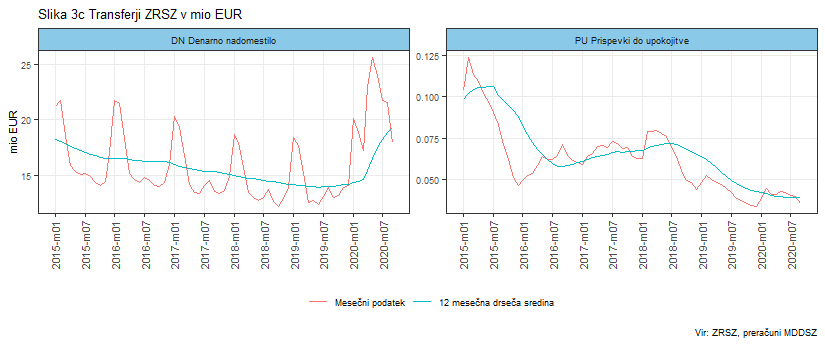 Slika 3c Transferji ZRSZ v mio EUR
DN Denarno nadomestilo
PU Prispevki do upokojitve
mio EUR
25
20
15
0.125
0.100
0.075
0.050
2015-m01
2015-m07
2016-m01
2016-m07
2017-m01
2017-m07
2018-m01
2018-m07
2019-m01
2019-m07
2020-m01
2020-m07
2015-m01
2015-m07
2016-m01
2016-m07
2017-m01
2017-m07
2018-m01
2018-m07
2019-m01
2019-m07
2020-m01
2020-m07
Mesečni podatek
12 mesečna drseča sredina
Vir: ZRSZ, preračuni MDDSZ